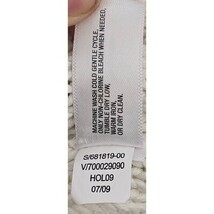 MACHINE WASH COLD GENTLE CYCLE,
ONLY NON-CHLORINE BLEACH WHEN NEEDED,
TUMBLE DRY LOW,
WARM IRON,
OR DRY CLEAN.
S/681819-00
V/700029090
HOL09
07/09